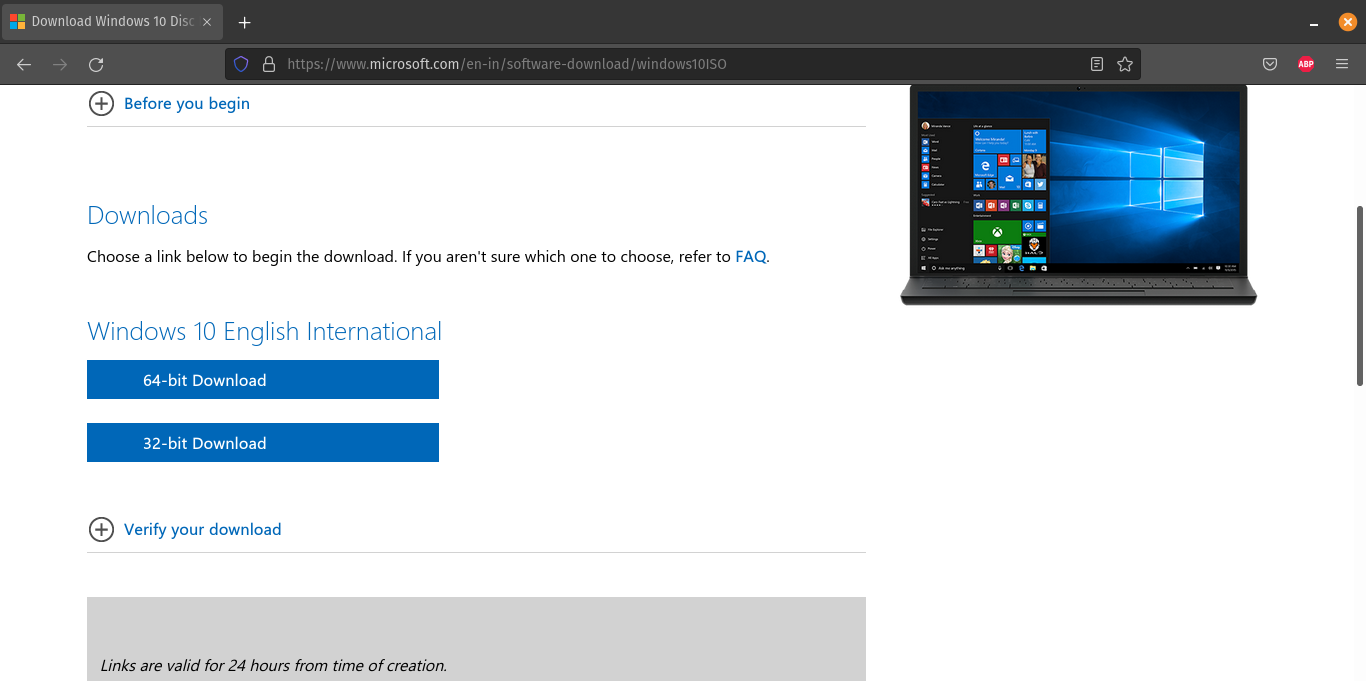 Download Windows 10 Disc
https://www.microsoft.com/en-in/software-download/windows10ISO
ABP
Before you begin
Downloads
Choose a link below to begin the download. If you aren't sure which one to choose, refer to FAQ.
Windows 10 English International
64-bit Download
32-bit Download
Verify your download
Links are valid for 24 hours from time of creation.